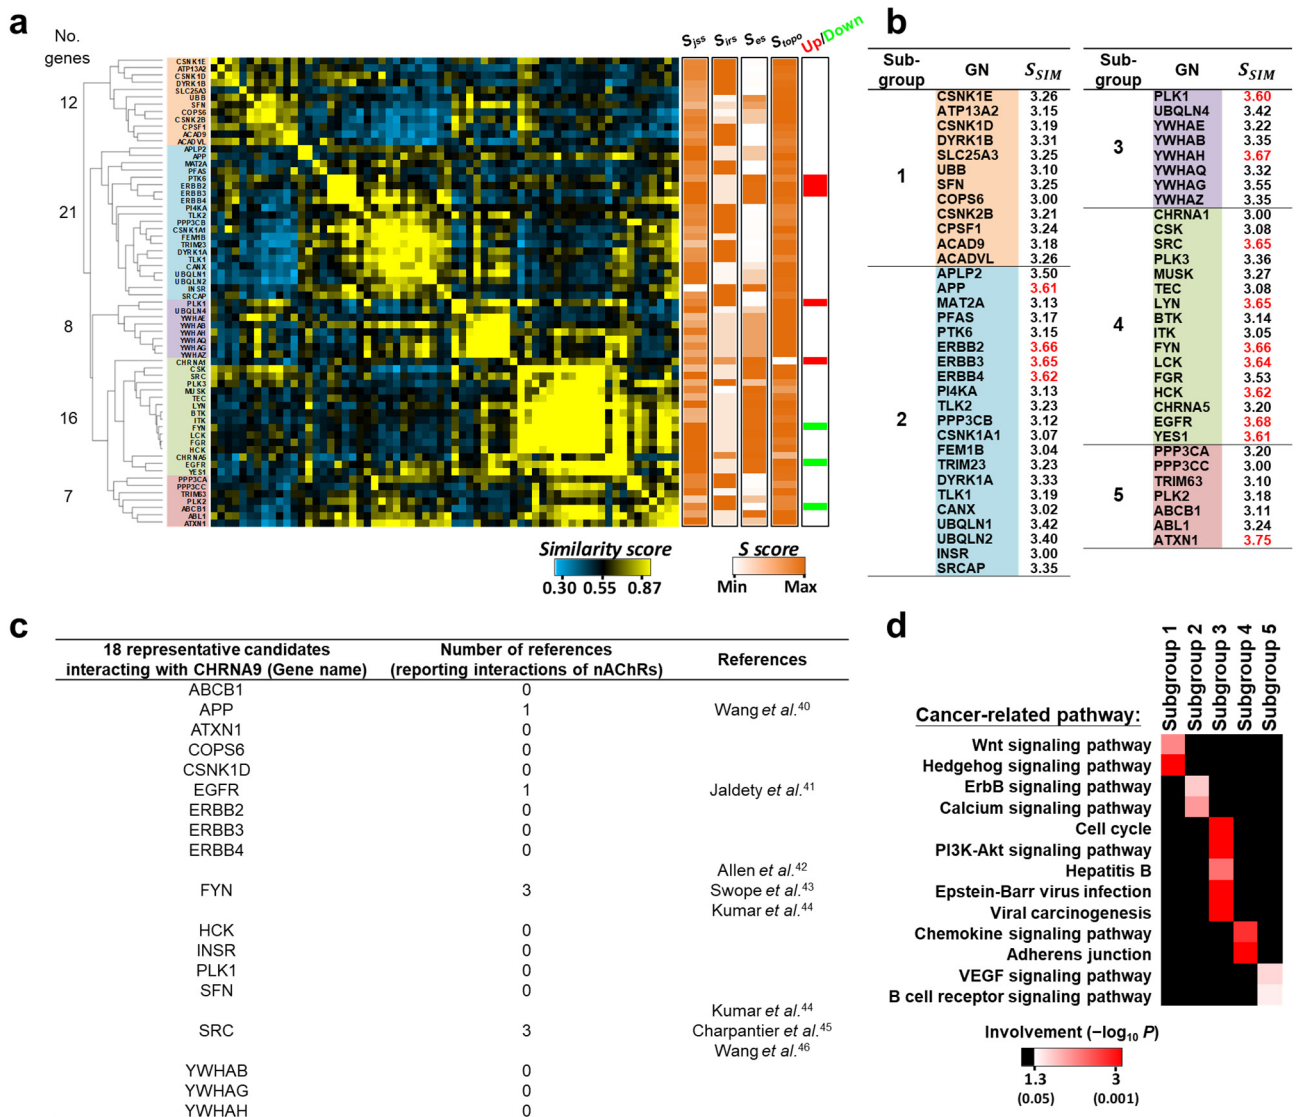 a
No.
genes
12
21
8
16
7
CSNK1E
ATP13A2
CSNK1D
DYRK1B
SLC25A3
UBB
SFN
COPS6
CSNK2B
CPSF1
ACAD9
ACADVL
APLP2
APP
MAT2A
PFAS
PTK6
ERBB2
ERBB3
ERBB4
PI4KA
TLK2
PPP3CB
CSNK1A1
FEM1B
TRIM23
DYRK1A
TLK1
CANX
UBQLN1
UBQLN2
INSR
SRCAP
PLK1
UBQLN4
YWHAE
YWHAB
YWHAH
YWHAQ
YWHAG
YWHAZ
CHRNA1
CSK
SRC
PLK3
MUSK
TEC
LYN
BTK
ITK
FYN
LCK
FGR
HCK
CHRNA5
EGFR
YES1
PPP3CA
PPP3CC
TRIM63
PLK2
ABCB1
ABL1
ATXN1
Sjss Sirs Ses Stopo Up/Down
Similarity score
0.30 0.55 0.87
S score
Min Max
b
Sub-group GN SSIM
1
CSNK1E 3.26
ATP13A2 3.15
CSNK1D 3.19
DYRK1B 3.31
SLC25A3 3.25
UBB 3.10
SFN 3.25
COPS6 3.00
CSNK2B 3.21
CPSF1 3.24
ACAD9 3.18
ACADVL 3.26
2
APLP2 3.50
APP 3.61
MAT2A 3.13
PFAS 3.17
PTK6 3.15
ERBB2 3.66
ERBB3 3.65
ERBB4 3.62
PI4KA 3.13
TLK2 3.23
PPP3CB 3.12
CSNK1A1 3.07
FEM1B 3.04
TRIM23 3.23
DYRK1A 3.33
TLK1 3.19
CANX 3.02
UBQLN1 3.42
UBQLN2 3.40
INSR 3.00
SRCAP 3.35
Sub-group GN SSIM
3
PLK1 3.60
UBQLN4 3.42
YWHAE 3.22
YWHAB 3.35
YWHAH 3.67
YWHAQ 3.32
YWHAG 3.55
YWHAZ 3.35
4
CHRNA1 3.00
CSK 3.08
SRC 3.65
PLK3 3.36
MUSK 3.27
TEC 3.08
LYN 3.65
BTK 3.14
ITK 3.05
FYN 3.66
LCK 3.64
FGR 3.53
HCK 3.62
CHRNA5 3.20
EGFR 3.68
YES1 3.61
5
PPP3CA 3.20
PPP3CC 3.00
TRIM63 3.10
PLK2 3.18
ABCB1 3.11
ABL1 3.24
ATXN1 3.75
c
18 representative candidates
interacting with CHRNA9 (Gene name)
Number of references
(reporting interactions of nAChRs)
References
ABCB1 0
APP 1 Wang et al.40
ATXN1 0
COPS6 0
CSNK1D 0
EGFR 1 Jaldety et al.41
ERBB2 0
ERBB3 0
ERBB4 0
Allen et al.42
FYN 3 Swope et al.43
Kumar et al.44
HCK 0
INSR 0
PLK1 0
SFN 0
Kumar et al.44
SRC 3 Charpantier et al.45
Wang et al.46
YWHAB 0
YWHAG 0
YWHAH 0
d
Subgroup 1
Subgroup 2
Subgroup 3
Subgroup 4
Subgroup 5
Cancer-related pathway:
Wnt signaling pathway
Hedgehog signaling pathway
ErbB signaling pathway
Calcium signaling pathway
Cell cycle
PI3K-Akt signaling pathway
Hepatitis B
Epstein-Barr virus infection
Viral carcinogenesis
Chemokine signaling pathway
Adherens junction
VEGF signaling pathway
B cell receptor signaling pathway
Involvement (−log10 P)
1.3 3
(0.05) (0.001)